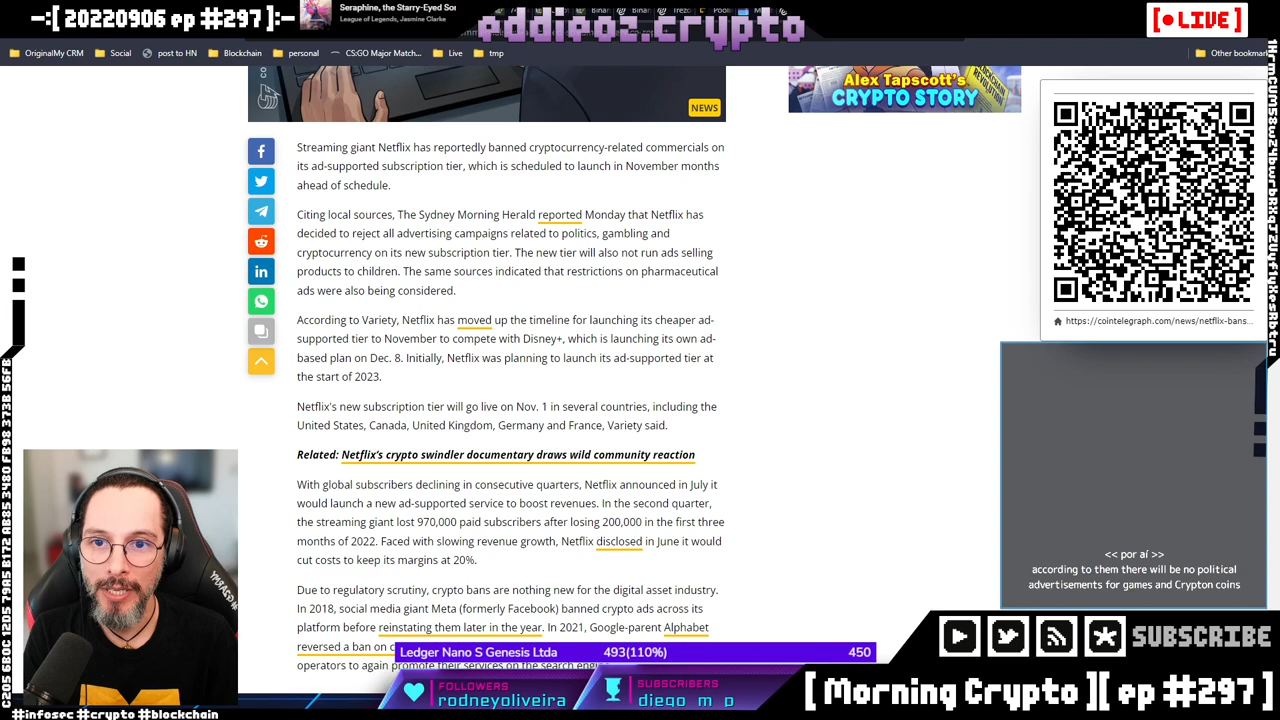 -:[ 20220906 ep #297]:-
Seraphine, the Starry-Eyed Son
League of Legends, Jasmine Clarke
eddieoz.crypto
[● LIVE]
OriginalMy CRM
Social
post to HN
Blockchain
personal
CS:GO Major Match...
Live
tmp
Other bookmar
NEWS
Alex Tapscott's
CRYPTO STORY
Streaming giant Netflix has reportedly banned cryptocurrency-related commercials on
its ad-supported subscription tier, which is scheduled to launch in November months
ahead of schedule.
Citing local sources, The Sydney Morning Herald reported Monday that Netflix has
decided to reject all advertising campaigns related to politics, gambling and
cryptocurrency on its new subscription tier. The new tier will also not run ads selling
products to children. The same sources indicated that restrictions on pharmaceutical
ads were also being considered.
According to Variety, Netflix has moved up the timeline for launching its cheaper ad-
supported tier to November to compete with Disney+, which is launching its own ad-
based plan on Dec. 8. Initially, Netflix was planning to launch its ad-supported tier at
the start of 2023.
Netflix's new subscription tier will go live on Nov. 1 in several countries, including the
United States, Canada, United Kingdom, Germany and France, Variety said.
Related: Netflix's crypto swindler documentary draws wild community reaction
With global subscribers declining in consecutive quarters, Netflix announced in July it
would launch a new ad-supported service to boost revenues. In the second quarter,
the streaming giant lost 970,000 paid subscribers after losing 200,000 in the first three
months of 2022. Faced with slowing revenue growth, Netflix disclosed in June it would
cut costs to keep its margins at 20%.
Due to regulatory scrutiny, crypto bans are nothing new for the digital asset industry.
In 2018, social media giant Meta (formerly Facebook) banned crypto ads across its
platform before reinstating them later in the year. In 2021, Google-parent Alphabet
reversed a ban on
operators to again promote their services on the search engine.
https://cointelegraph.com/news/netflix-bans...
<< por aí >>
according to them there will be no political
advertisements for games and Crypton coins
Ledger Nano S Genesis Ltda 493(110%) 450
FOLLOWERS
rodneyoliveira
SUBSCRIBERS
diego_m_p
SUBSCRIBE
[ Morning Crypto ][ ep #297 ]
#infosec #crypto #blockchain